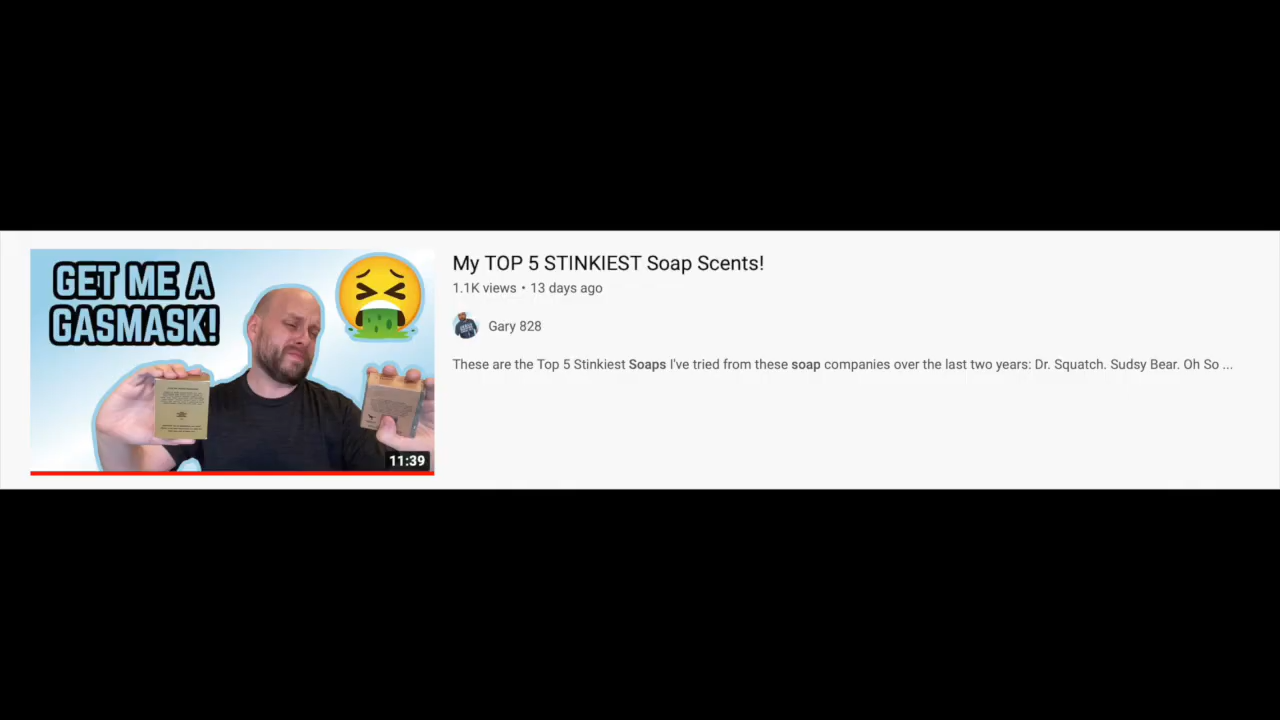 GET ME A
GASMASK!
11:39
My TOP 5 STINKIEST Soap Scents!
1.1K views • 13 days ago
Gary 828
These are the Top 5 Stinkiest Soaps I've tried from these soap companies over the last two years: Dr. Squatch. Sudsy Bear. Oh So ...